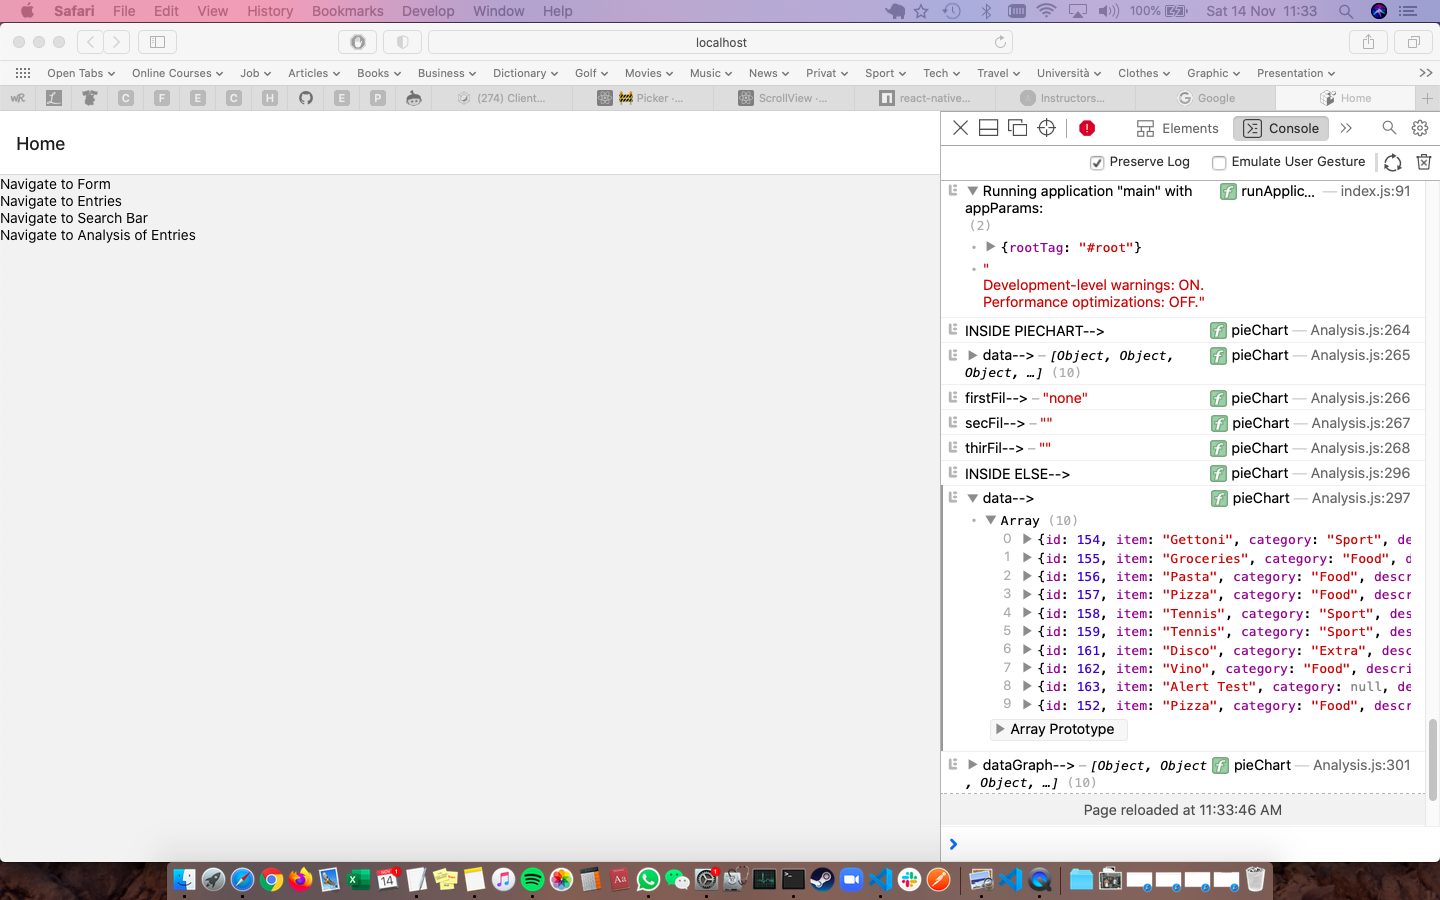 Safari File Edit View History Bookmarks Develop Window Help 100% Sat 14 Nov 11:33
localhost
Open Tabs Online Courses Job Articles Books Business Dictionary Golf Movies Music News Privat Sport Tech Travel Università Clothes Graphic Presentation
wR C F E C H E P (274) Client... 🚧 Picker ·... ScrollView ·... react-native... Instructors... Google Home
Elements Console
Preserve Log Emulate User Gesture
Home
Navigate to Form
Navigate to Entries
Navigate to Search Bar
Navigate to Analysis of Entries
Running application "main" with runApplic... — index.js:91
appParams:
(2)
{rootTag: "#root"}
"
Development-level warnings: ON.
Performance optimizations: OFF."
INSIDE PIECHART--> pieChart — Analysis.js:264
data--> – [Object, Object, pieChart — Analysis.js:265
Object, …] (10)
firstFil--> – "none" pieChart — Analysis.js:266
secFil--> – "" pieChart — Analysis.js:267
thirFil--> – "" pieChart — Analysis.js:268
INSIDE ELSE--> pieChart — Analysis.js:296
data--> pieChart — Analysis.js:297
Array (10)
0 {id: 154, item: "Gettoni", category: "Sport", de
1 {id: 155, item: "Groceries", category: "Food", d
2 {id: 156, item: "Pasta", category: "Food", descr
3 {id: 157, item: "Pizza", category: "Food", descr
4 {id: 158, item: "Tennis", category: "Sport", des
5 {id: 159, item: "Tennis", category: "Sport", des
6 {id: 161, item: "Disco", category: "Extra", desc
7 {id: 162, item: "Vino", category: "Food", descri
8 {id: 163, item: "Alert Test", category: null, de
9 {id: 152, item: "Pizza", category: "Food", descr
Array Prototype
dataGraph--> – [Object, Object pieChart — Analysis.js:301
, Object, …] (10)
Page reloaded at 11:33:46 AM
NOV 14 1 Aa 1